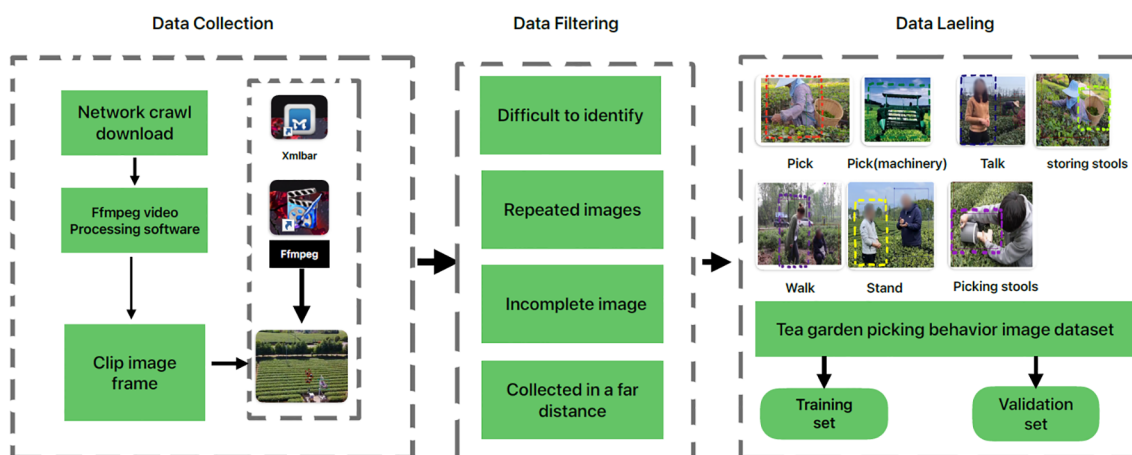 Data Collection
Data Filtering
Data Laeling
Network crawl
download
Xmlbar
Ffmpeg video
Processing software
Ffmpeg
Clip image
frame
Difficult to identify
Repeated images
Incomplete image
Collected in a far
distance
Pick
Pick(machinery)
Talk
storing stools
Walk
Stand
Picking stools
Tea garden picking behavior image dataset
Training
set
Validation
set